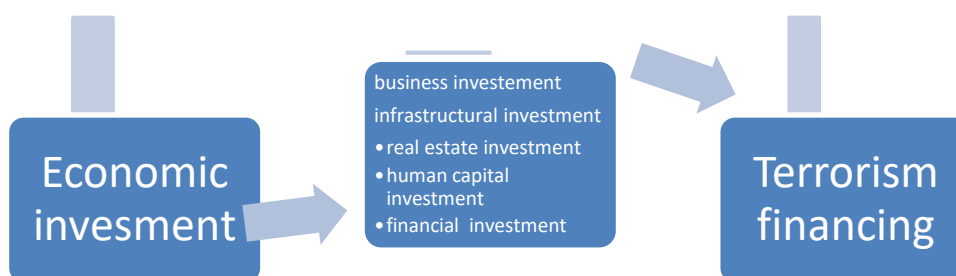 Economic
invesment
business investement
infrastructural investment
•real estate investment
•human capital
investment
•financial  investment
Terrorism
financing